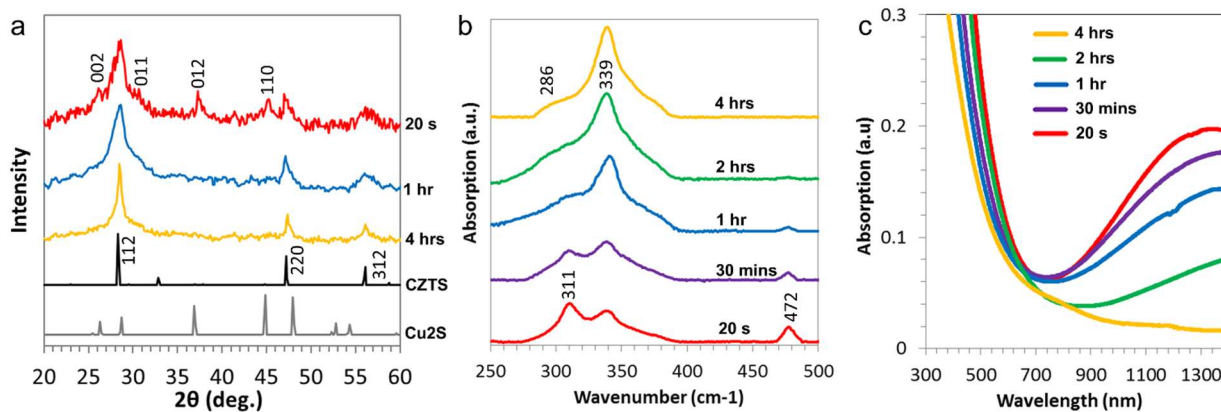 a
Intensity
002
011
012
110
20 s
1 hr
4 hrs
112
220
312
CZTS
Cu2S
20 25 30 35 40 45 50 55 60
2θ (deg.)
b
Absorption (a.u.)
286
339
4 hrs
2 hrs
1 hr
30 mins
311
472
20 s
250 300 350 400 450 500
Wavenumber (cm-1)
c
Absorption (a.u)
0.3
0.2
0.1
0
4 hrs
2 hrs
1 hr
30 mins
20 s
300 500 700 900 1100 1300
Wavelength (nm)